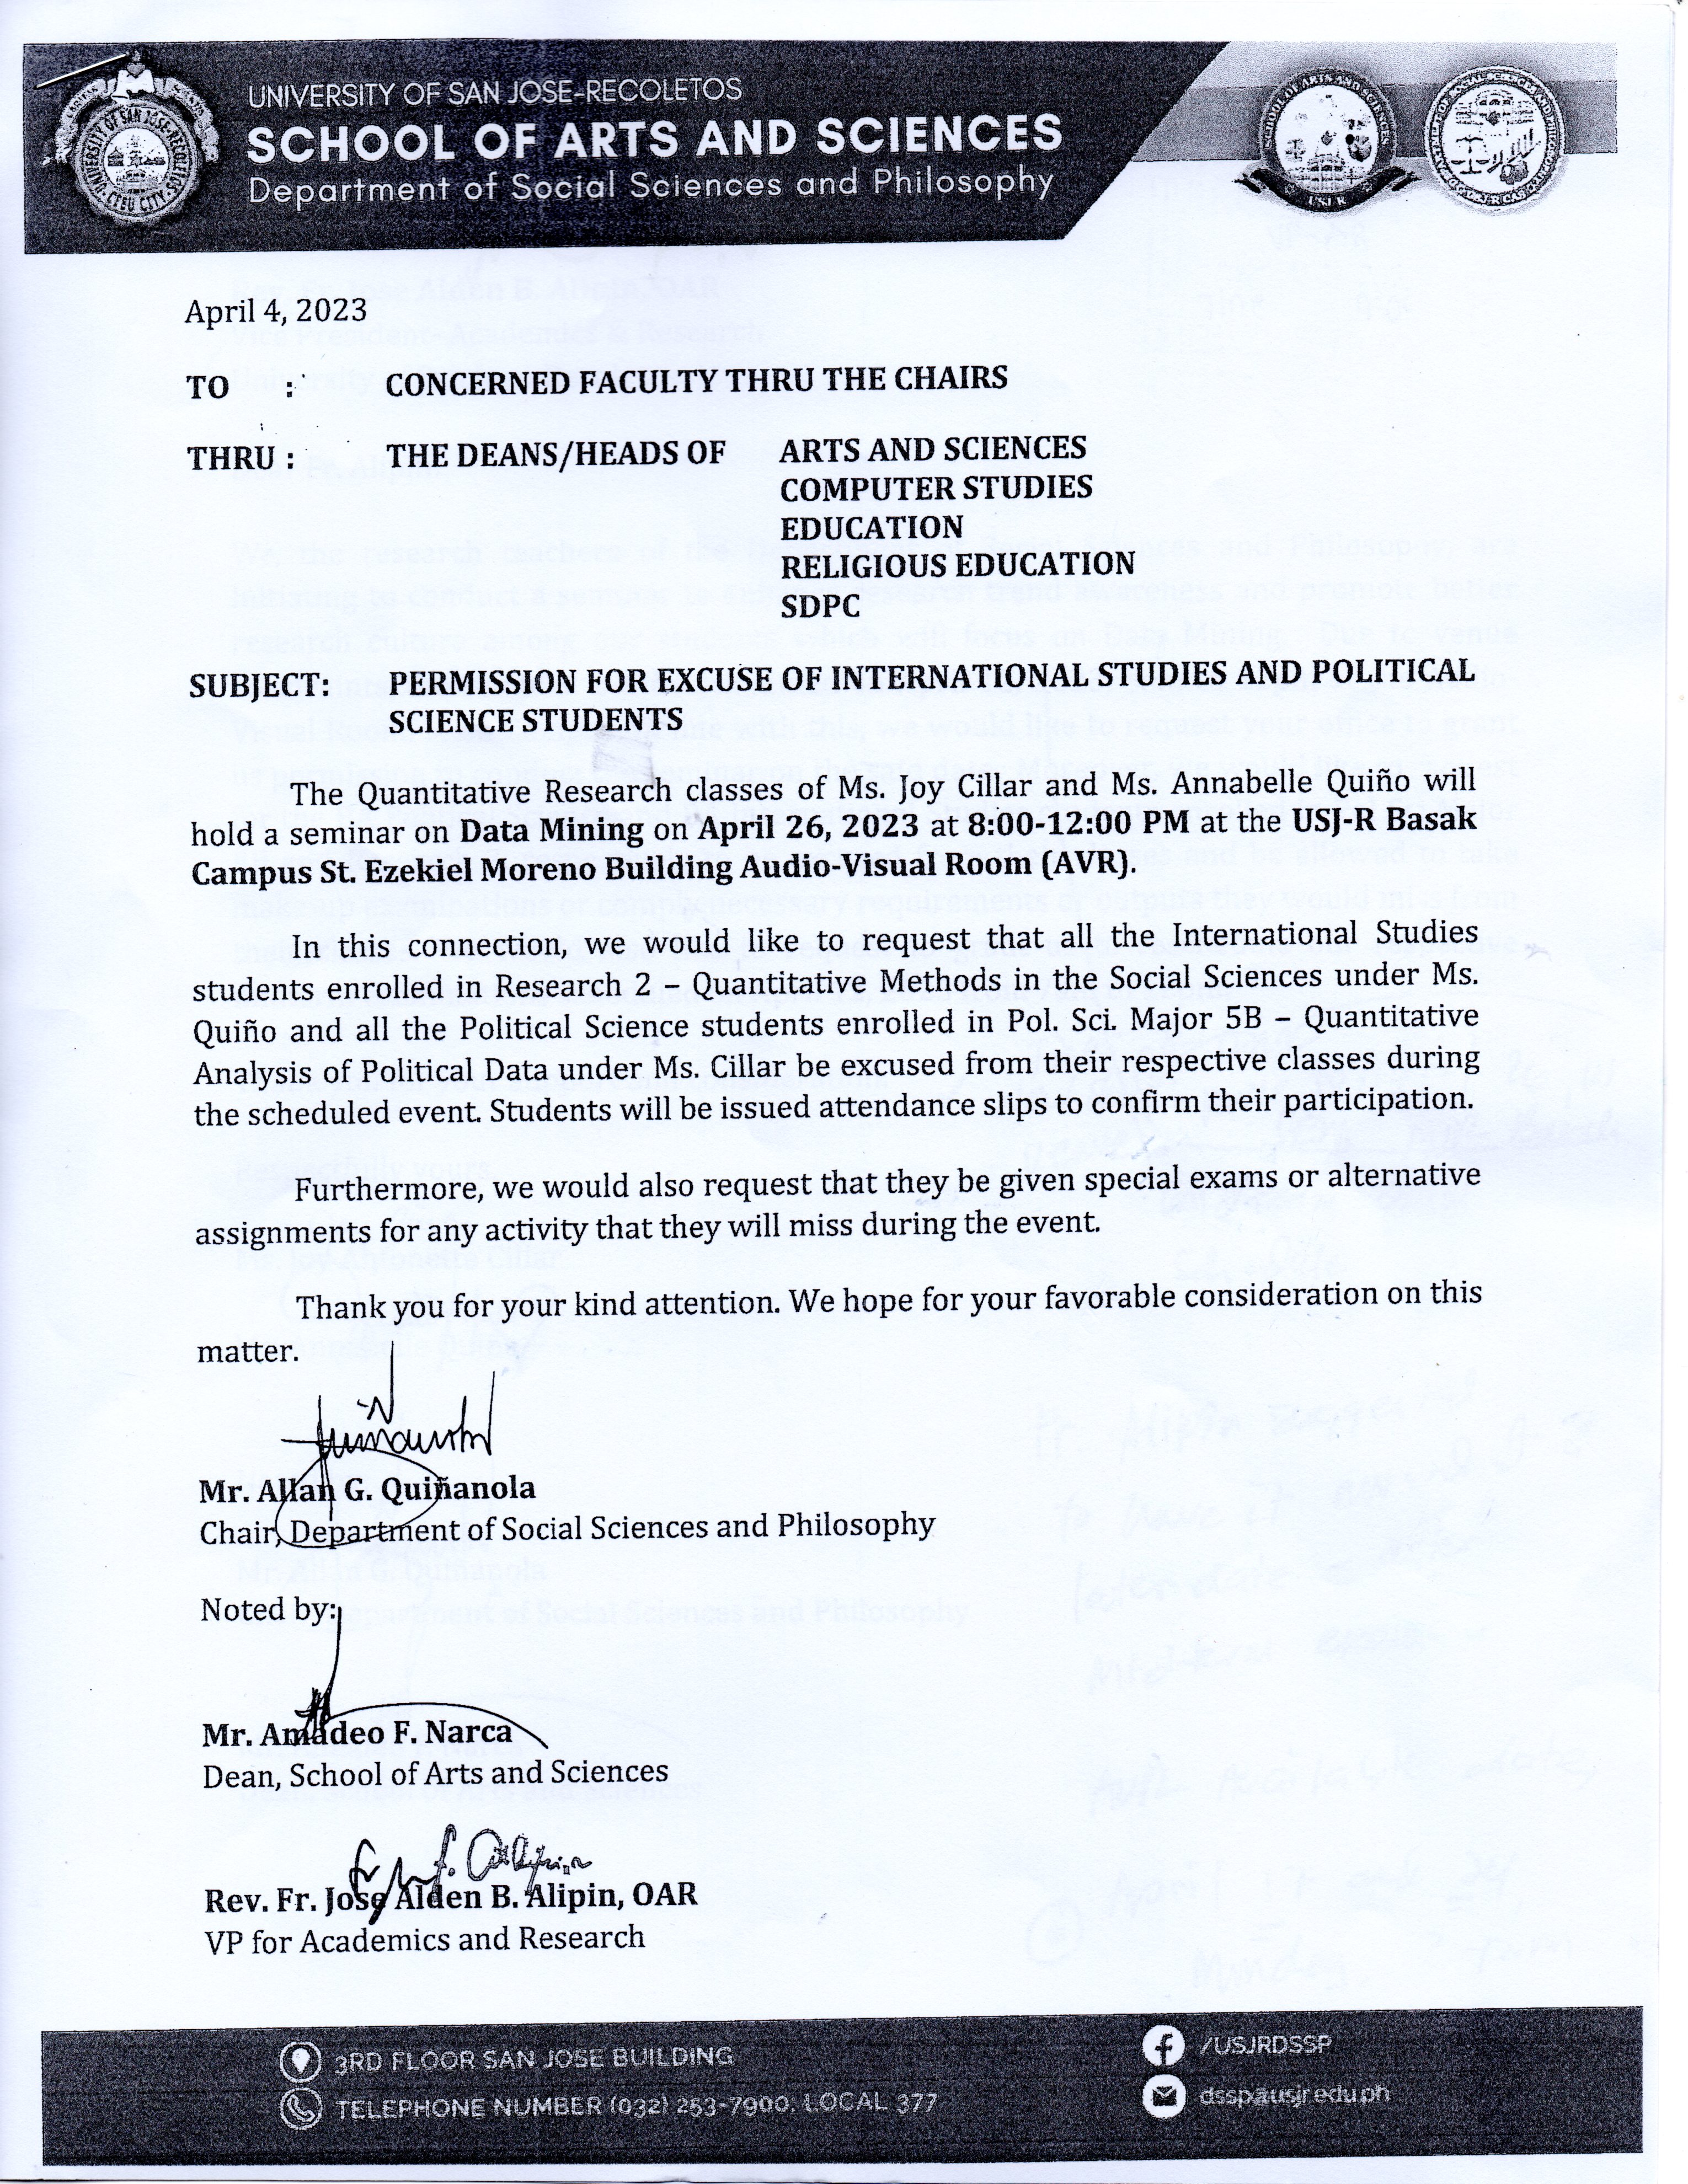 UNIVERSITY OF SAN JOSE-RECOLETOS
SCHOOL OF ARTS AND SCIENCES
Department of Social Sciences and Philosophy
USJ-R
April 4, 2023
TO : CONCERNED FACULTY THRU THE CHAIRS
THRU : THE DEANS/HEADS OF ARTS AND SCIENCES
COMPUTER STUDIES
EDUCATION
RELIGIOUS EDUCATION
SDPC
SUBJECT: PERMISSION FOR EXCUSE OF INTERNATIONAL STUDIES AND POLITICAL
SCIENCE STUDENTS
The Quantitative Research classes of Ms. Joy Cillar and Ms. Annabelle Quiño will
hold a seminar on Data Mining on April 26, 2023 at 8:00-12:00 PM at the USJ-R Basak
Campus St. Ezekiel Moreno Building Audio-Visual Room (AVR).
In this connection, we would like to request that all the International Studies
students enrolled in Research 2 – Quantitative Methods in the Social Sciences under Ms.
Quiño and all the Political Science students enrolled in Pol. Sci. Major 5B – Quantitative
Analysis of Political Data under Ms. Cillar be excused from their respective classes during
the scheduled event. Students will be issued attendance slips to confirm their participation.
Furthermore, we would also request that they be given special exams or alternative
assignments for any activity that they will miss during the event.
Thank you for your kind attention. We hope for your favorable consideration on this
matter.
Mr. Allan G. Quiñanola
Chair, Department of Social Sciences and Philosophy
Noted by:
Mr. Amadeo F. Narca
Dean, School of Arts and Sciences
Rev. Fr. Jose Alden B. Alipin, OAR
VP for Academics and Research
3RD FLOOR SAN JOSE BUILDING
TELEPHONE NUMBER (032) 253-7900; LOCAL 377
/USJRDSSP
dssp@usjr.edu.ph